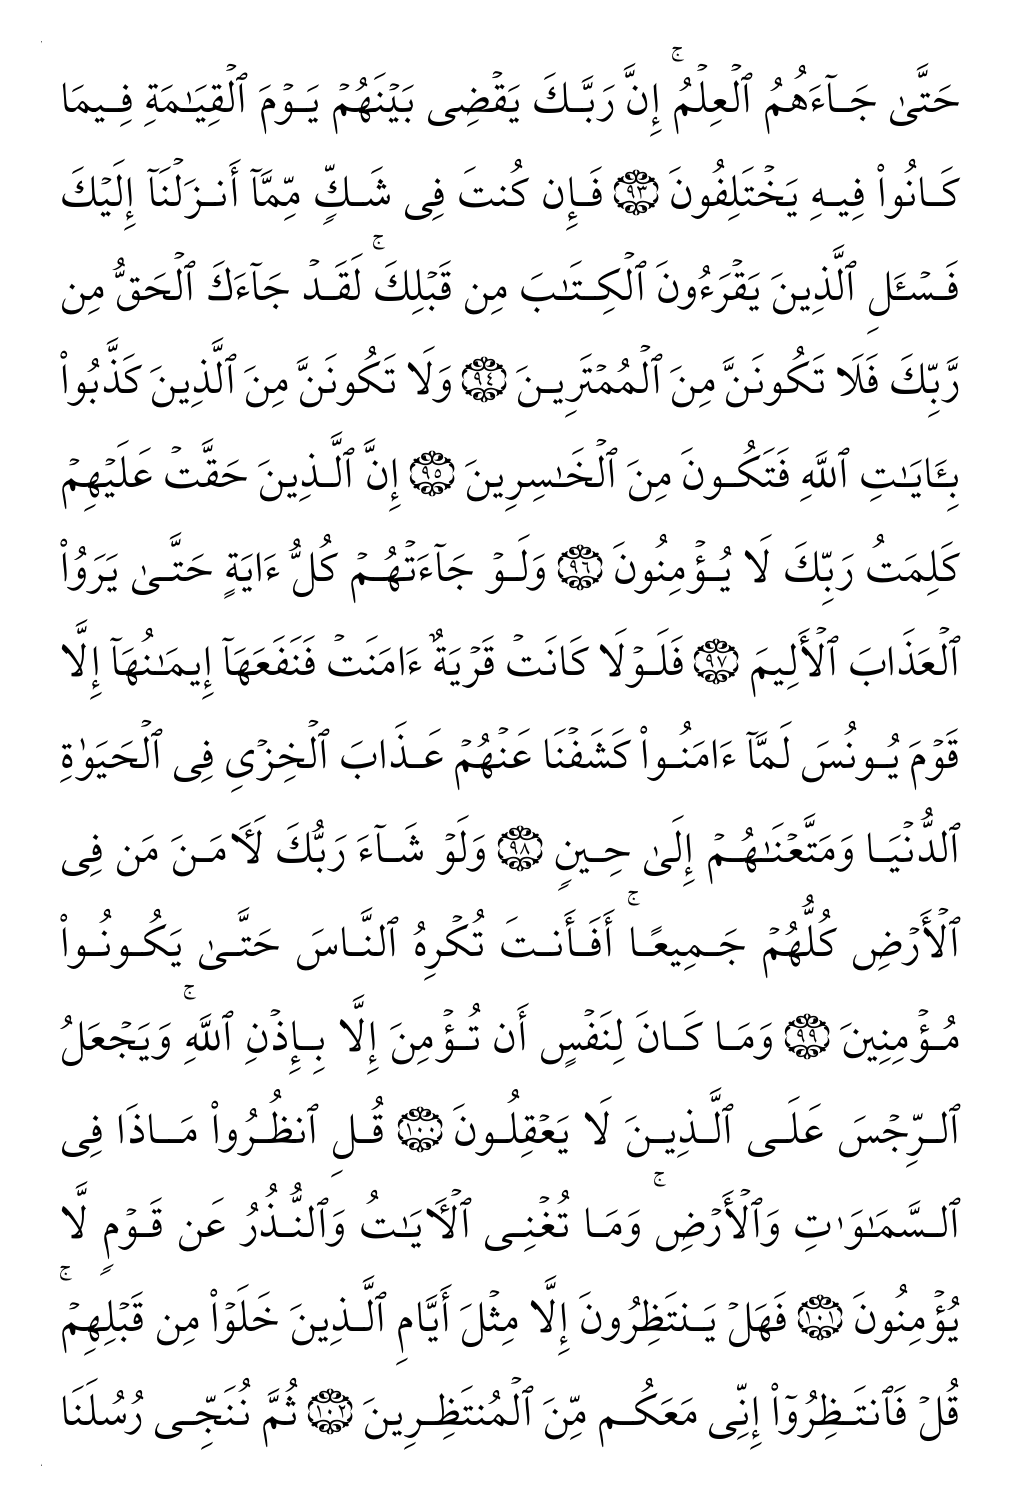 حَتَّىٰ جَآءَهُمُ ٱلْعِلْمُ ۚ إِنَّ رَبَّكَ يَقْضِى بَيْنَهُمْ يَوْمَ ٱلْقِيَـٰمَةِ فِيمَا
كَانُوا۟ فِيهِ يَخْتَلِفُونَ ٩٣ فَإِن كُنتَ فِى شَكٍّ مِّمَّآ أَنزَلْنَآ إِلَيْكَ
فَسْـَٔلِ ٱلَّذِينَ يَقْرَءُونَ ٱلْكِتَـٰبَ مِن قَبْلِكَ ۚ لَقَدْ جَآءَكَ ٱلْحَقُّ مِن
رَّبِّكَ فَلَا تَكُونَنَّ مِنَ ٱلْمُمْتَرِينَ ٩٤ وَلَا تَكُونَنَّ مِنَ ٱلَّذِينَ كَذَّبُوا۟
بِـَٔايَـٰتِ ٱللَّهِ فَتَكُونَ مِنَ ٱلْخَـٰسِرِينَ ٩٥ إِنَّ ٱلَّذِينَ حَقَّتْ عَلَيْهِمْ
كَلِمَتُ رَبِّكَ لَا يُؤْمِنُونَ ٩٦ وَلَوْ جَآءَتْهُمْ كُلُّ ءَايَةٍ حَتَّىٰ يَرَوُا۟
ٱلْعَذَابَ ٱلْأَلِيمَ ٩٧ فَلَوْلَا كَانَتْ قَرْيَةٌ ءَامَنَتْ فَنَفَعَهَآ إِيمَـٰنُهَآ إِلَّا
قَوْمَ يُونُسَ لَمَّآ ءَامَنُوا۟ كَشَفْنَا عَنْهُمْ عَذَابَ ٱلْخِزْىِ فِى ٱلْحَيَوٰةِ
ٱلدُّنْيَا وَمَتَّعْنَـٰهُمْ إِلَىٰ حِينٍ ٩٨ وَلَوْ شَآءَ رَبُّكَ لَـَٔامَنَ مَن فِى
ٱلْأَرْضِ كُلُّهُمْ جَمِيعًا ۚ أَفَأَنتَ تُكْرِهُ ٱلنَّاسَ حَتَّىٰ يَكُونُوا۟
مُؤْمِنِينَ ٩٩ وَمَا كَانَ لِنَفْسٍ أَن تُؤْمِنَ إِلَّا بِإِذْنِ ٱللَّهِ ۚ وَيَجْعَلُ
ٱلرِّجْسَ عَلَى ٱلَّذِينَ لَا يَعْقِلُونَ ١٠٠ قُلِ ٱنظُرُوا۟ مَاذَا فِى
ٱلسَّمَـٰوَٰتِ وَٱلْأَرْضِ ۚ وَمَا تُغْنِى ٱلْـَٔايَـٰتُ وَٱلنُّذُرُ عَن قَوْمٍ لَّا
يُؤْمِنُونَ ١٠١ فَهَلْ يَنتَظِرُونَ إِلَّا مِثْلَ أَيَّامِ ٱلَّذِينَ خَلَوْا۟ مِن قَبْلِهِمْ ۚ
قُلْ فَٱنتَظِرُوٓا۟ إِنِّى مَعَكُم مِّنَ ٱلْمُنتَظِرِينَ ١٠٢ ثُمَّ نُنَجِّى رُسُلَنَا